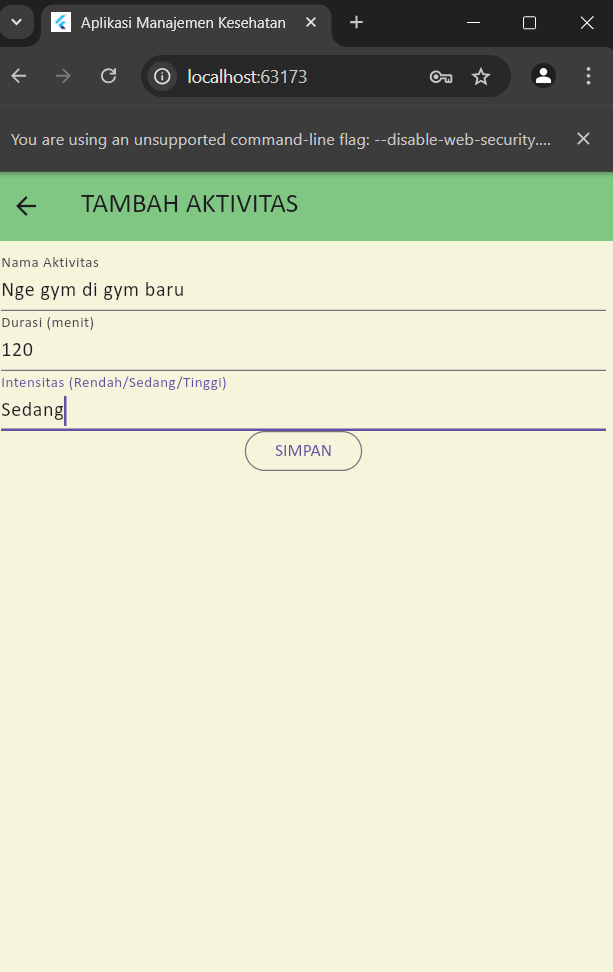 Aplikasi Manajemen Kesehatan
localhost:63173
You are using an unsupported command-line flag: --disable-web-security....
TAMBAH AKTIVITAS
Nama Aktivitas
Nge gym di gym baru
Durasi (menit)
120
Intensitas (Rendah/Sedang/Tinggi)
Sedang
SIMPAN